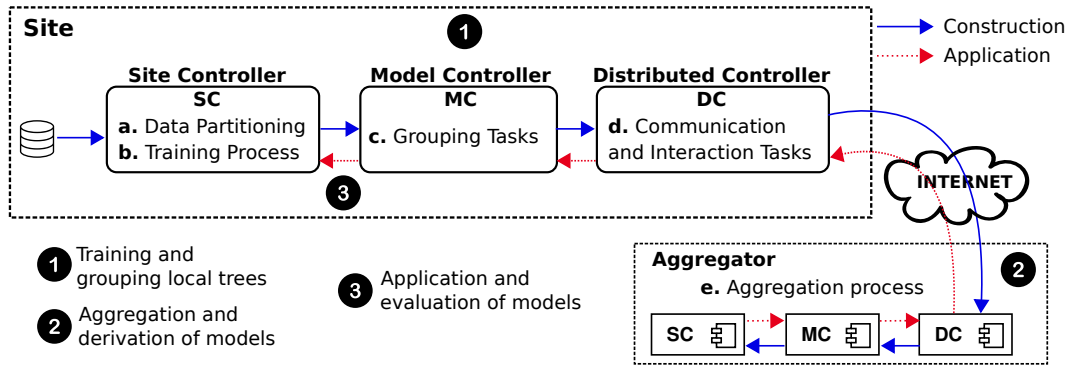 Site
1
Construction
Application
Site Controller
SC
a. Data Partitioning
b. Training Process
Model Controller
MC
c. Grouping Tasks
Distributed Controller
DC
d. Communication
and Interaction Tasks
3
INTERNET
1 Training and
grouping local trees
2 Aggregation and
derivation of models
3 Application and
evaluation of models
Aggregator
2
e. Aggregation process
SC
MC
DC